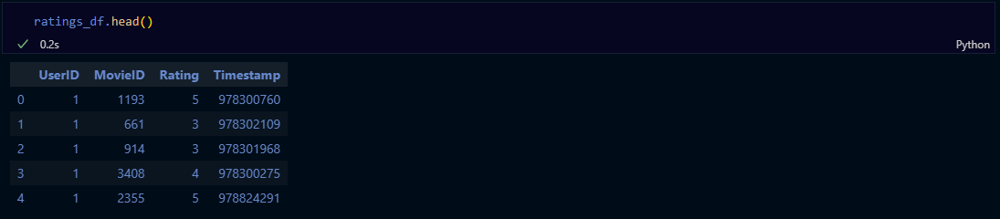 ratings_df.head()
0.2s Python
UserID MovieID Rating Timestamp
0 1 1193 5 978300760
1 1 661 3 978302109
2 1 914 3 978301968
3 1 3408 4 978300275
4 1 2355 5 978824291